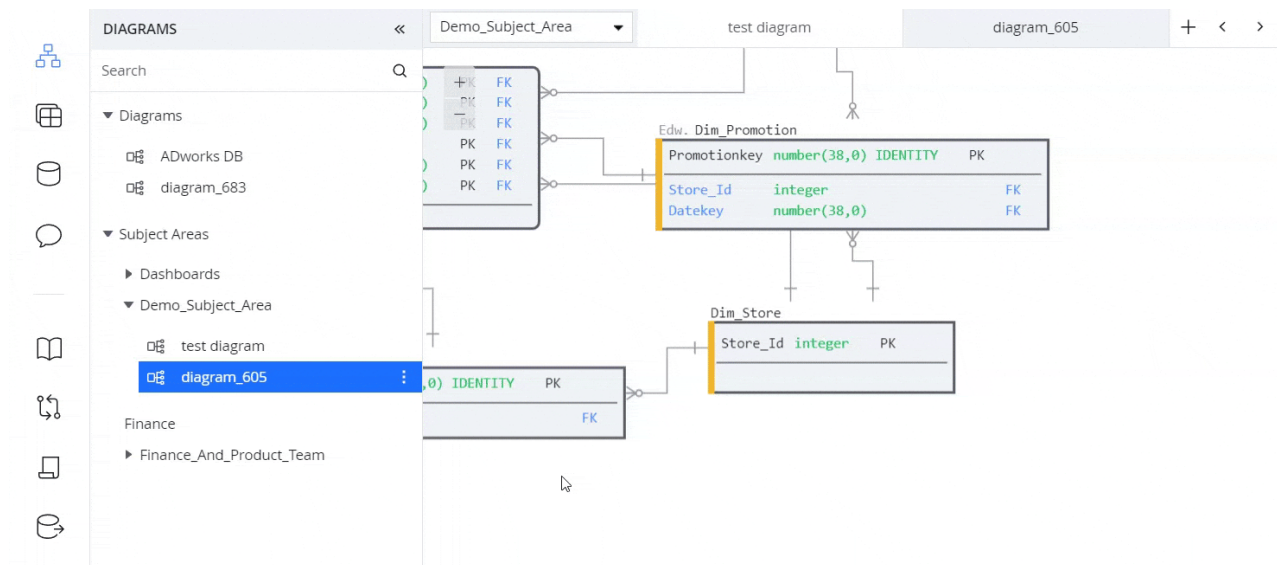 DIAGRAMS
Search
Diagrams
ADworks DB
diagram_683
Subject Areas
Dashboards
Demo_Subject_Area
test diagram
diagram_605
Finance
Finance_And_Product_Team
Demo_Subject_Area
test diagram
diagram_605
) PK FK
) PK FK
) PK FK
PK FK
) PK FK
) PK FK
Edw. Dim_Promotion
Promotionkey number(38,0) IDENTITY PK
Store_Id integer FK
Datekey number(38,0) FK
Dim_Store
Store_Id integer PK
,0) IDENTITY PK
FK